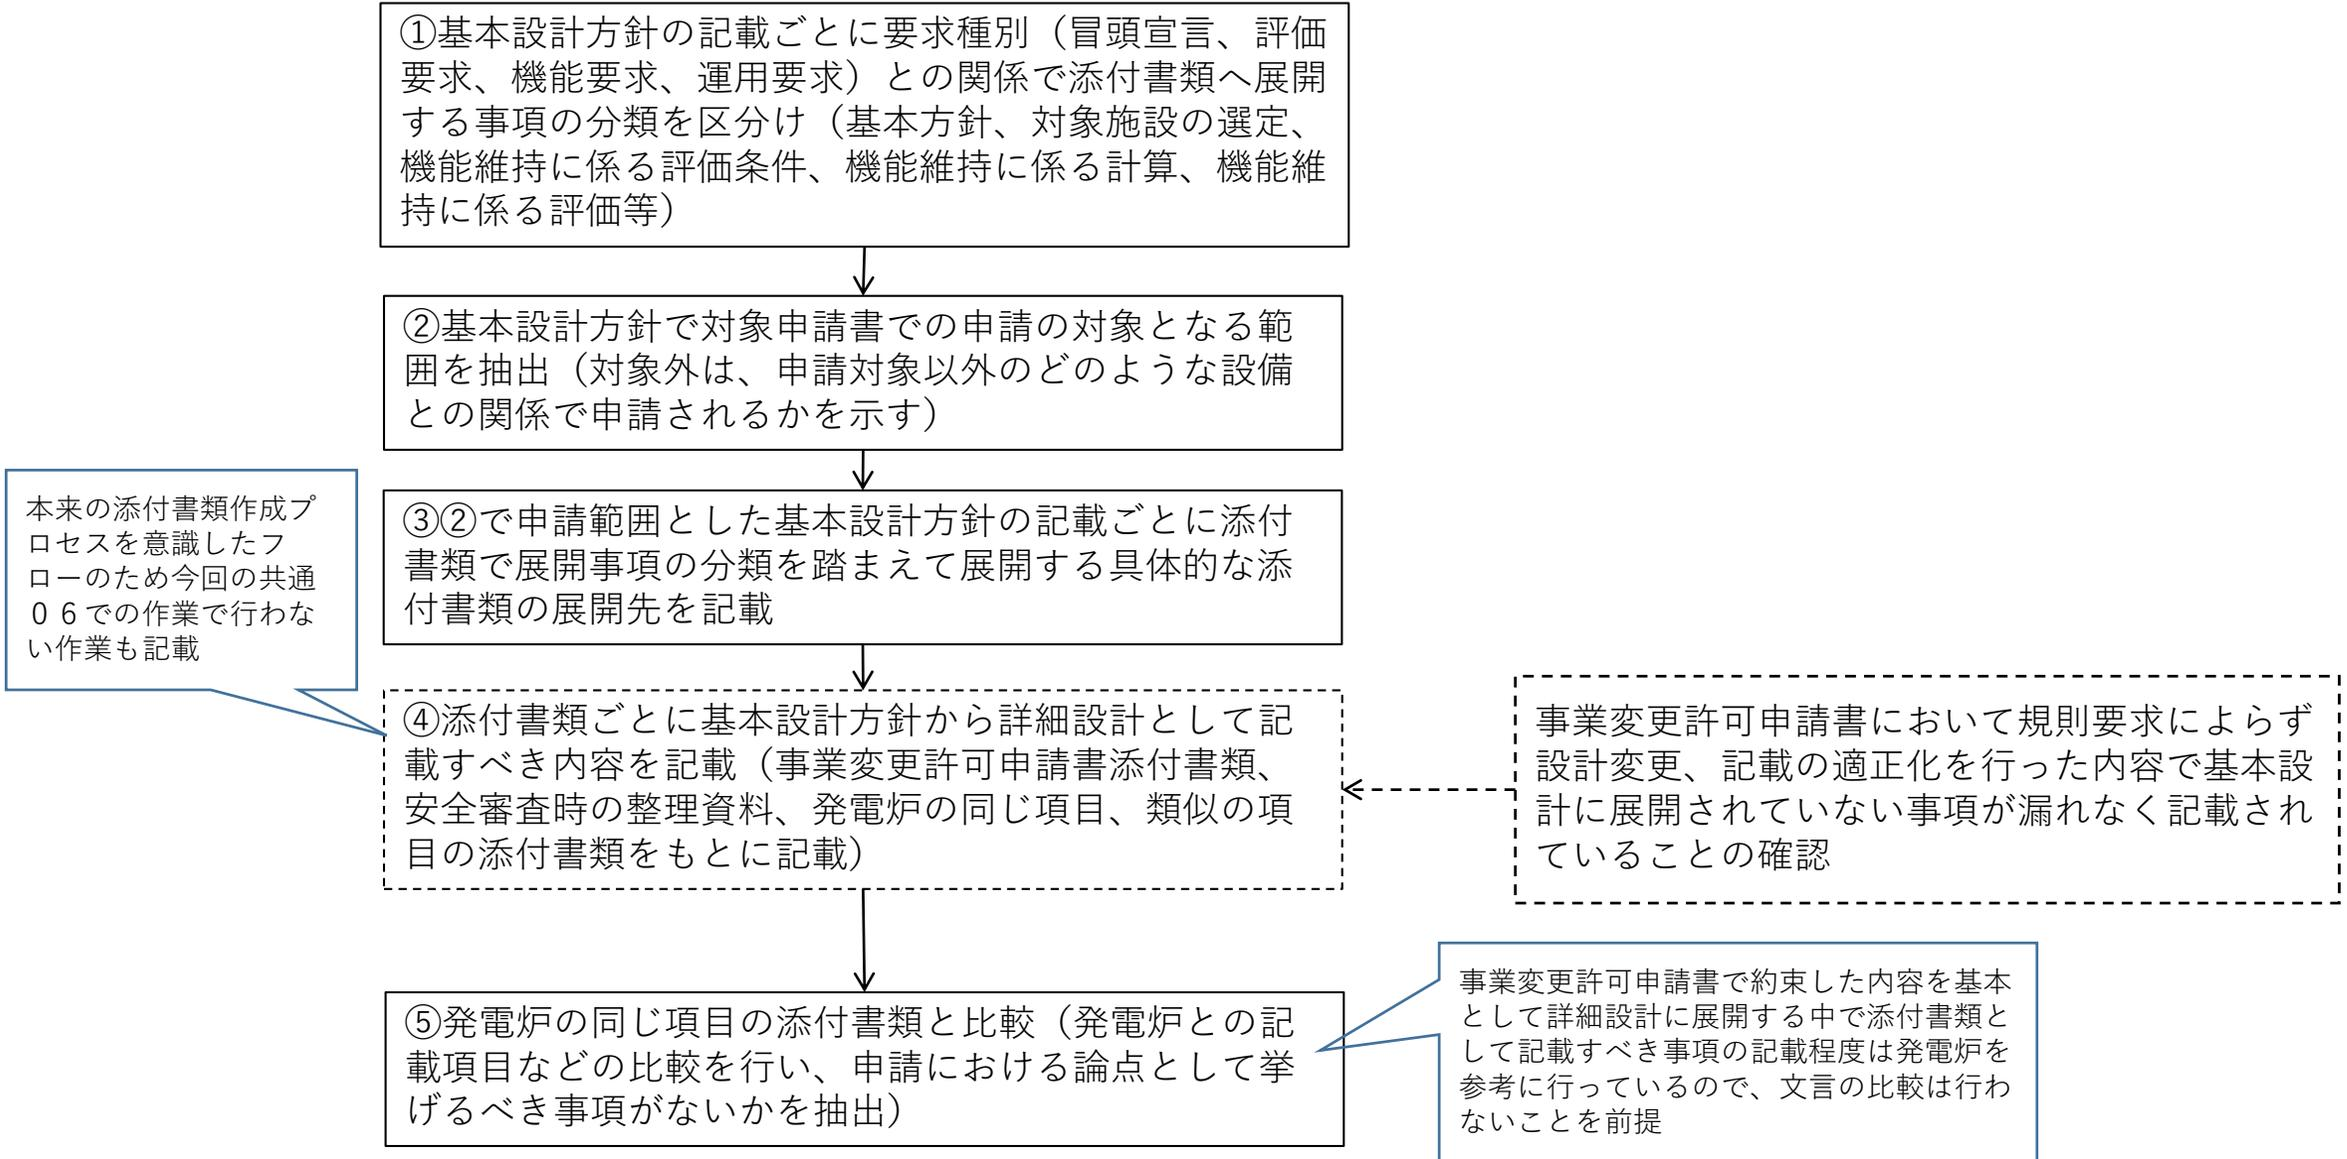 ①基本設計方針の記載ごとに要求種別（冒頭宣言、評価
要求、機能要求、運用要求）との関係で添付書類へ展開
する事項の分類を区分け（基本方針、対象施設の選定、
機能維持に係る評価条件、機能維持に係る計算、機能維
持に係る評価等）
②基本設計方針で対象申請書での申請の対象となる範
囲を抽出（対象外は、申請対象以外のどのような設備
との関係で申請されるかを示す）
③②で申請範囲とした基本設計方針の記載ごとに添付
書類で展開事項の分類を踏まえて展開する具体的な添
付書類の展開先を記載
本来の添付書類作成プ
ロセスを意識したフ
ローのため今回の共通
０６での作業で行わな
い作業も記載
④添付書類ごとに基本設計方針から詳細設計として記
載すべき内容を記載（事業変更許可申請書添付書類、
安全審査時の整理資料、発電炉の同じ項目、類似の項
目の添付書類をもとに記載）
事業変更許可申請書において規則要求によらず
設計変更、記載の適正化を行った内容で基本設
計に展開されていない事項が漏れなく記載され
ていることの確認
⑤発電炉の同じ項目の添付書類と比較（発電炉との記
載項目などの比較を行い、申請における論点として挙
げるべき事項がないかを抽出）
事業変更許可申請書で約束した内容を基本
として詳細設計に展開する中で添付書類と
して記載すべき事項の記載程度は発電炉を
参考に行っているので、文言の比較は行わ
ないことを前提